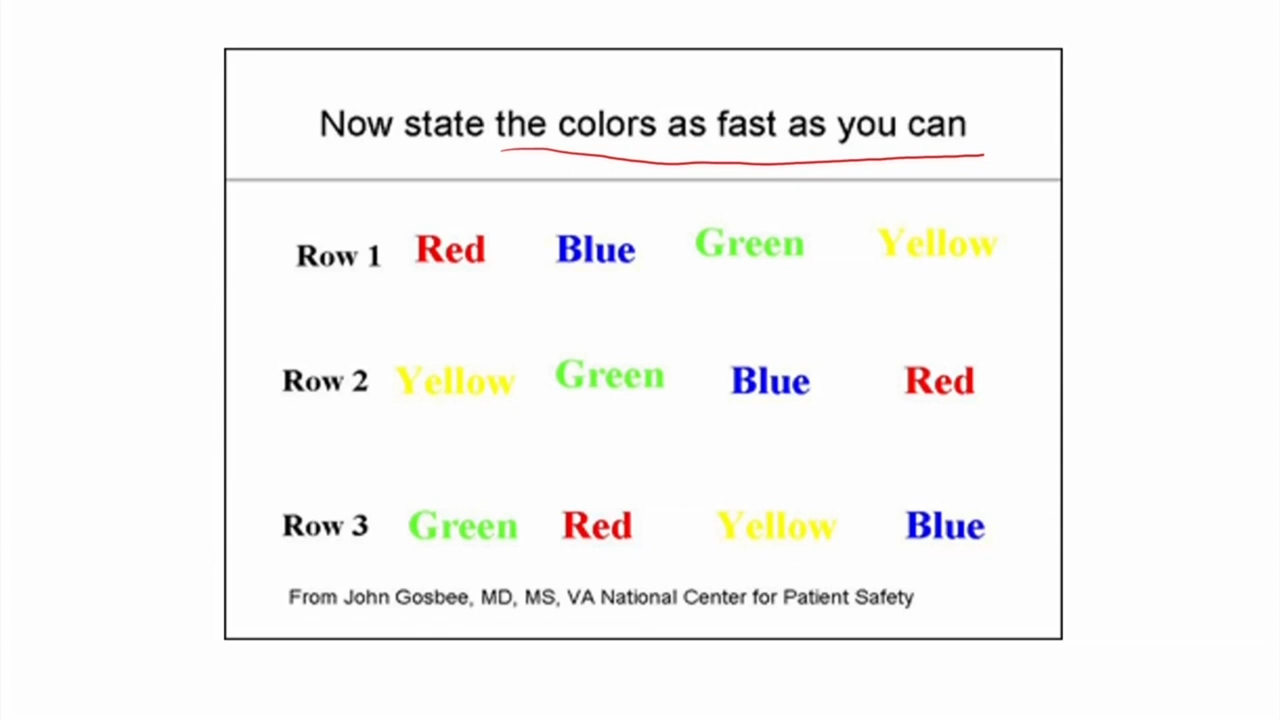 Now state the colors as fast as you can
Row 1 Red Blue Green Yellow
Row 2 Yellow Green Blue Red
Row 3 Green Red Yellow Blue
From John Gosbee, MD, MS, VA National Center for Patient Safety